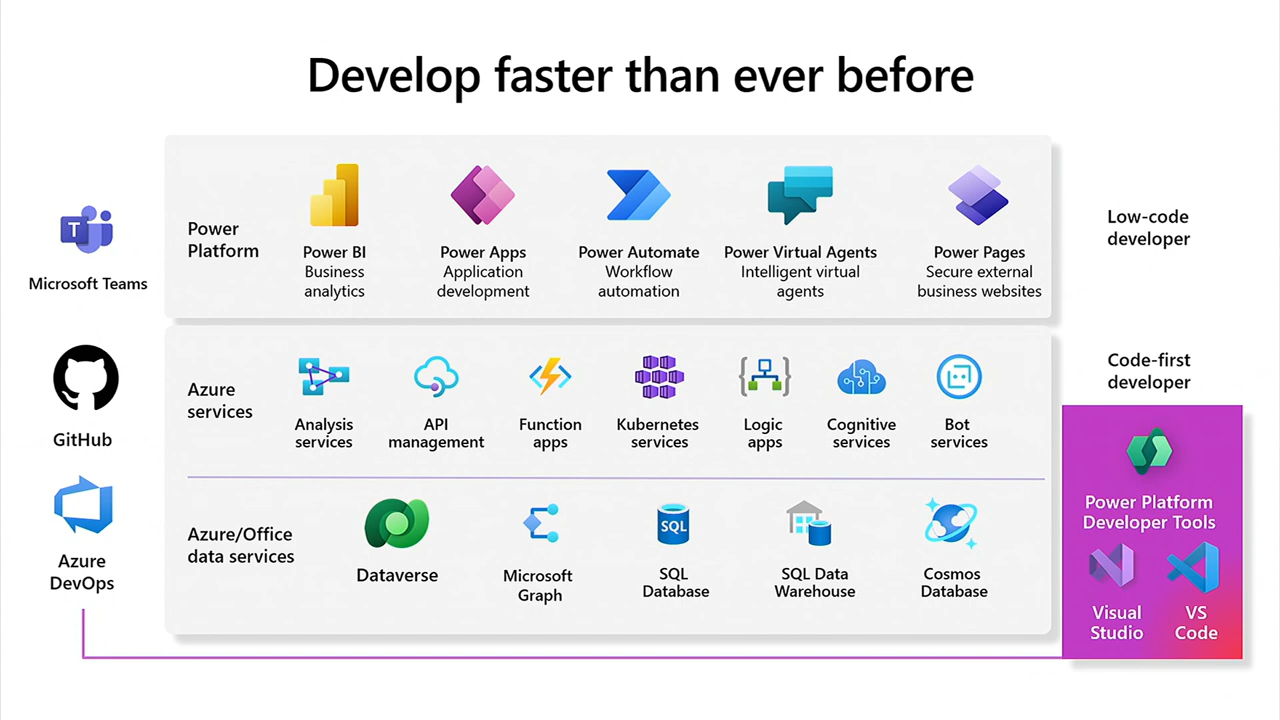 Develop faster than ever before
Microsoft Teams
GitHub
Azure
DevOps
Power
Platform
Power BI
Business
analytics
Power Apps
Application
development
Power Automate
Workflow
automation
Power Virtual Agents
Intelligent virtual
agents
Power Pages
Secure external
business websites
Low-code
developer
Azure
services
Analysis
services
API
management
Function
apps
Kubernetes
services
Logic
apps
Cognitive
services
Bot
services
Code-first
developer
Azure/Office
data services
Dataverse
Microsoft
Graph
SQL
SQL
Database
SQL Data
Warehouse
Cosmos
Database
Power Platform
Developer Tools
Visual
Studio
VS
Code